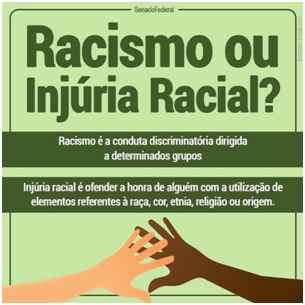 SenadoFederal
Racismo ou
Injúria Racial?
Racismo é a conduta discriminatória dirigida
a determinados grupos
Injúria racial é ofender a honra de alguém com a utilização de
elementos referentes à raça, cor, etnia, religião ou origem.